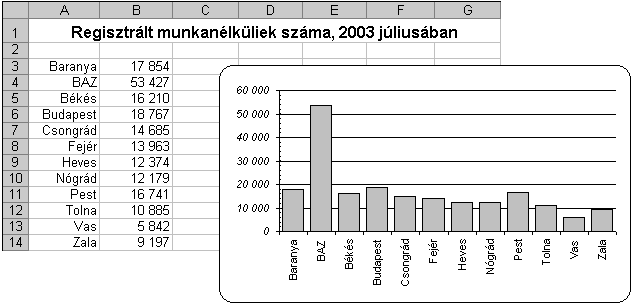 A B C D E F G
1 Regisztrált munkanélküliek száma, 2003 júliusában
2
3 Baranya 17 854
4 BAZ 53 427
5 Békés 16 210
6 Budapest 18 767
7 Csongrád 14 685
8 Fejér 13 963
9 Heves 12 374
10 Nógrád 12 179
11 Pest 16 741
12 Tolna 10 885
13 Vas 5 842
14 Zala 9 197
60 000
50 000
40 000
30 000
20 000
10 000
0
Baranya
BAZ
Békés
Budapest
Csongrád
Fejér
Heves
Nógrád
Pest
Tolna
Vas
Zala